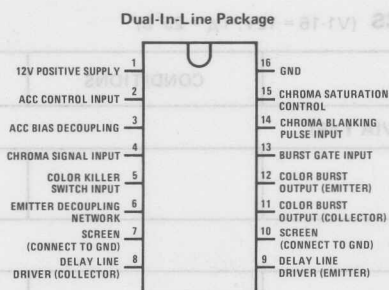 Dual-In-Line Package
12V POSITIVE SUPPLY 1
ACC CONTROL INPUT 2
ACC BIAS DECOUPLING 3
CHROMA SIGNAL INPUT 4
COLOR KILLER
SWITCH INPUT 5
EMITTER DECOUPLING 6
NETWORK
SCREEN 7
(CONNECT TO GND)
DELAY LINE 8
DRIVER (COLLECTOR)
16 GND
15 CHROMA SATURATION
CONTROL
14 CHROMA BLANKING
PULSE INPUT
13 BURST GATE INPUT
12 COLOR BURST
OUTPUT (EMITTER)
11 COLOR BURST
OUTPUT (COLLECTOR)
10 SCREEN
(CONNECT TO GND)
9 DELAY LINE
DRIVER (EMITTER)